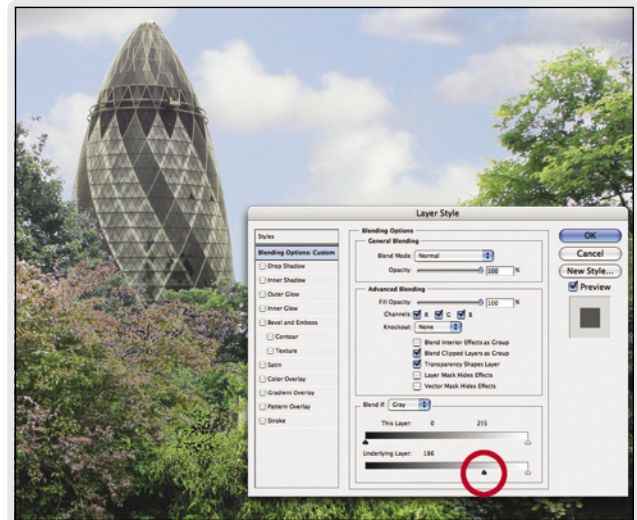 Layer Style
Styles
Blending Options: Custom
Drop Shadow
Inner Shadow
Outer Glow
Inner Glow
Bevel and Emboss
Contour
Texture
Satin
Color Overlay
Gradient Overlay
Pattern Overlay
Stroke
Blending Options
General Blending
Blend Mode: Normal
Opacity: 100 %
Advanced Blending
Fill Opacity: 100 %
Channels: R G B
Knockout: None
Blend Interior Effects as Group
Blend Clipped Layers as Group
Transparency Shapes Layer
Layer Mask Hides Effects
Vector Mask Hides Effects
Blend If: Gray
This Layer: 0 215
Underlying Layer: 186
OK
Cancel
New Style...
Preview